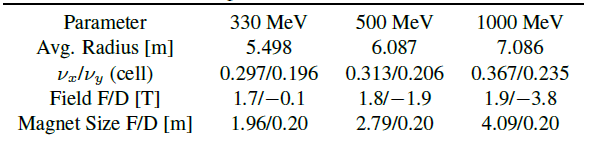 Parameter 330 MeV 500 MeV 1000 MeV
Avg. Radius [m] 5.498 6.087 7.086
νx/νy (cell) 0.297/0.196 0.313/0.206 0.367/0.235
Field F/D [T] 1.7/−0.1 1.8/−1.9 1.9/−3.8
Magnet Size F/D [m] 1.96/0.20 2.79/0.20 4.09/0.20